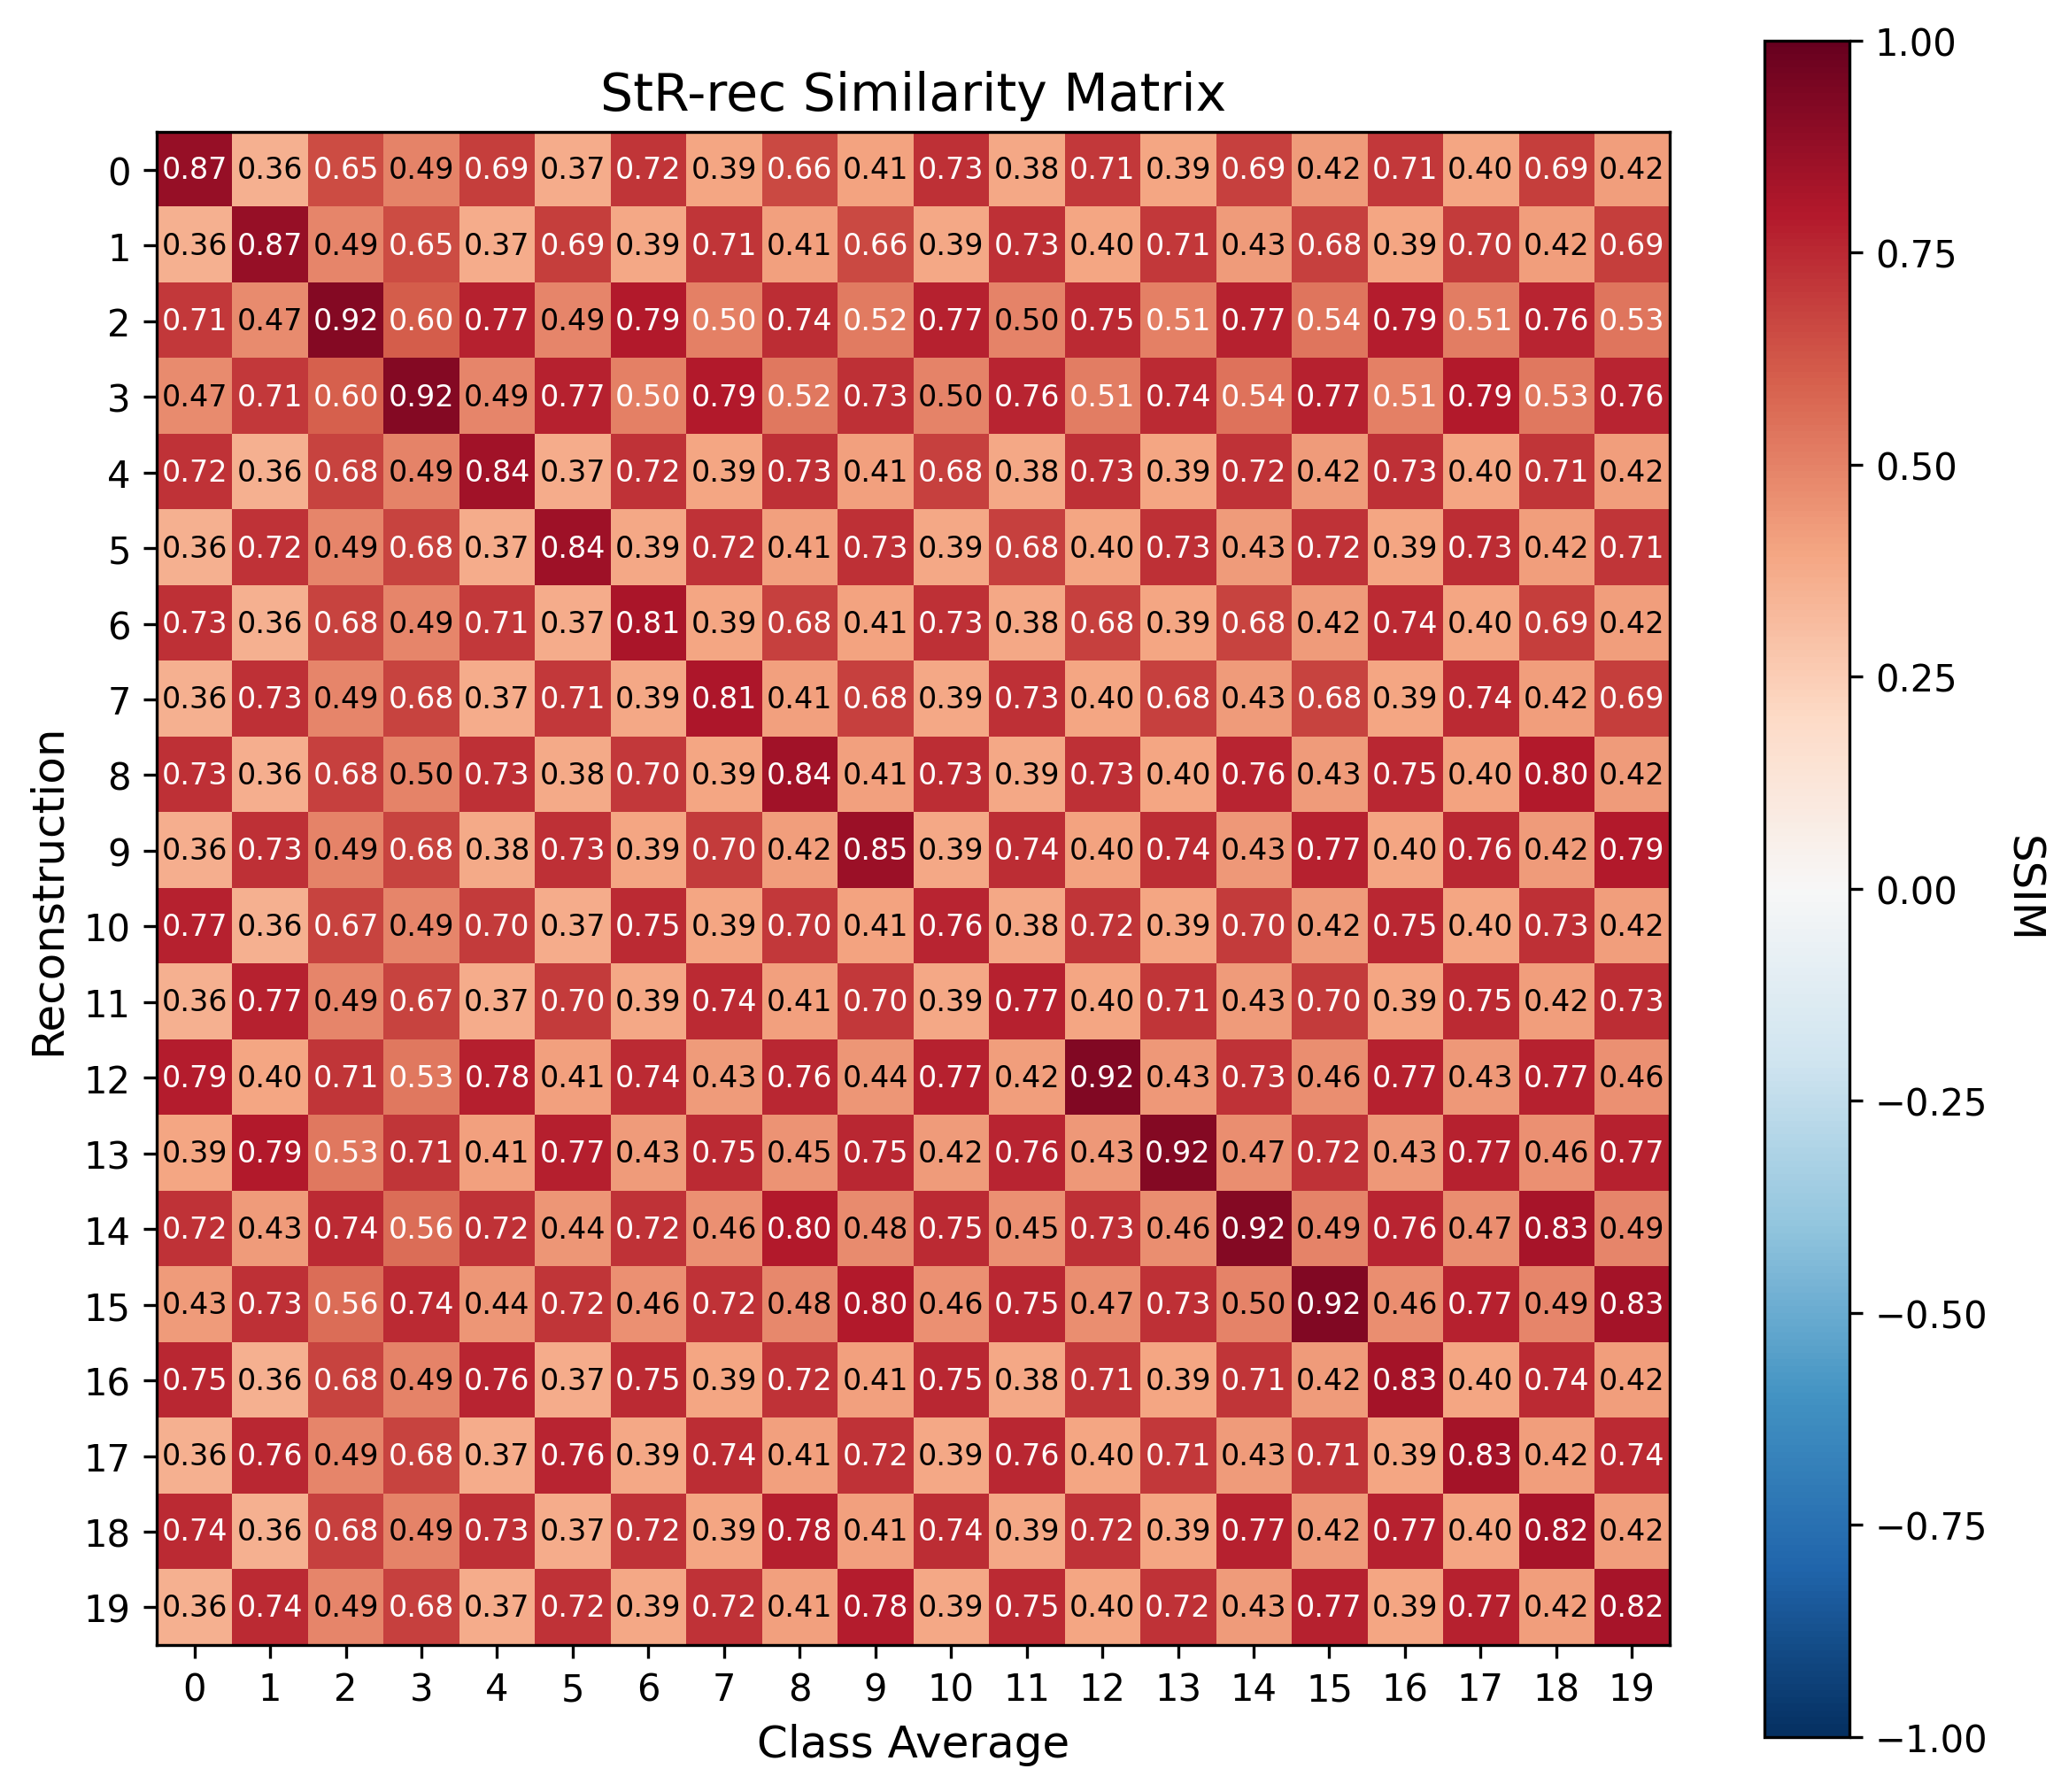 StR-rec Similarity Matrix
0 0.87 0.36 0.65 0.49 0.69 0.37 0.72 0.39 0.66 0.41 0.73 0.38 0.71 0.39 0.69 0.42 0.71 0.40 0.69 0.42
1 0.36 0.87 0.49 0.65 0.37 0.69 0.39 0.71 0.41 0.66 0.39 0.73 0.40 0.71 0.43 0.68 0.39 0.70 0.42 0.69
2 0.71 0.47 0.92 0.60 0.77 0.49 0.79 0.50 0.74 0.52 0.77 0.50 0.75 0.51 0.77 0.54 0.79 0.51 0.76 0.53
3 0.47 0.71 0.60 0.92 0.49 0.77 0.50 0.79 0.52 0.73 0.50 0.76 0.51 0.74 0.54 0.77 0.51 0.79 0.53 0.76
4 0.72 0.36 0.68 0.49 0.84 0.37 0.72 0.39 0.73 0.41 0.68 0.38 0.73 0.39 0.72 0.42 0.73 0.40 0.71 0.42
5 0.36 0.72 0.49 0.68 0.37 0.84 0.39 0.72 0.41 0.73 0.39 0.68 0.40 0.73 0.43 0.72 0.39 0.73 0.42 0.71
6 0.73 0.36 0.68 0.49 0.71 0.37 0.81 0.39 0.68 0.41 0.73 0.38 0.68 0.39 0.68 0.42 0.74 0.40 0.69 0.42
7 0.36 0.73 0.49 0.68 0.37 0.71 0.39 0.81 0.41 0.68 0.39 0.73 0.40 0.68 0.43 0.68 0.39 0.74 0.42 0.69
8 0.73 0.36 0.68 0.50 0.73 0.38 0.70 0.39 0.84 0.41 0.73 0.39 0.73 0.40 0.76 0.43 0.75 0.40 0.80 0.42
9 0.36 0.73 0.49 0.68 0.38 0.73 0.39 0.70 0.42 0.85 0.39 0.74 0.40 0.74 0.43 0.77 0.40 0.76 0.42 0.79
10 0.77 0.36 0.67 0.49 0.70 0.37 0.75 0.39 0.70 0.41 0.76 0.38 0.72 0.39 0.70 0.42 0.75 0.40 0.73 0.42
11 0.36 0.77 0.49 0.67 0.37 0.70 0.39 0.74 0.41 0.70 0.39 0.77 0.40 0.71 0.43 0.70 0.39 0.75 0.42 0.73
12 0.79 0.40 0.71 0.53 0.78 0.41 0.74 0.43 0.76 0.44 0.77 0.42 0.92 0.43 0.73 0.46 0.77 0.43 0.77 0.46
13 0.39 0.79 0.53 0.71 0.41 0.77 0.43 0.75 0.45 0.75 0.42 0.76 0.43 0.92 0.47 0.72 0.43 0.77 0.46 0.77
14 0.72 0.43 0.74 0.56 0.72 0.44 0.72 0.46 0.80 0.48 0.75 0.45 0.73 0.46 0.92 0.49 0.76 0.47 0.83 0.49
15 0.43 0.73 0.56 0.74 0.44 0.72 0.46 0.72 0.48 0.80 0.46 0.75 0.47 0.73 0.50 0.92 0.46 0.77 0.49 0.83
16 0.75 0.36 0.68 0.49 0.76 0.37 0.75 0.39 0.72 0.41 0.75 0.38 0.71 0.39 0.71 0.42 0.83 0.40 0.74 0.42
17 0.36 0.76 0.49 0.68 0.37 0.76 0.39 0.74 0.41 0.72 0.39 0.76 0.40 0.71 0.43 0.71 0.39 0.83 0.42 0.74
18 0.74 0.36 0.68 0.49 0.73 0.37 0.72 0.39 0.78 0.41 0.74 0.39 0.72 0.39 0.77 0.42 0.77 0.40 0.82 0.42
19 0.36 0.74 0.49 0.68 0.37 0.72 0.39 0.72 0.41 0.78 0.39 0.75 0.40 0.72 0.43 0.77 0.39 0.77 0.42 0.82
0 1 2 3 4 5 6 7 8 9 10 11 12 13 14 15 16 17 18 19
Class Average
Reconstruction
1.00
0.75
0.50
0.25
0.00
−0.25
−0.50
−0.75
−1.00
SSIM